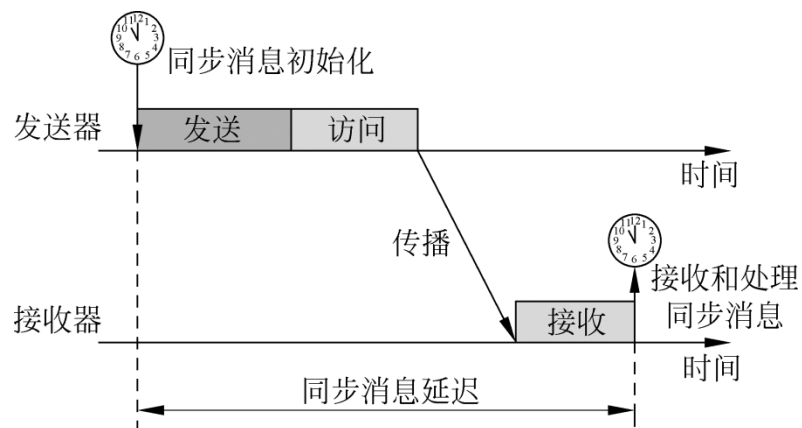 同步消息初始化
发送器
发送
访问
时间
传播
接收和处理
同步消息
接收器
接收
时间
同步消息延迟